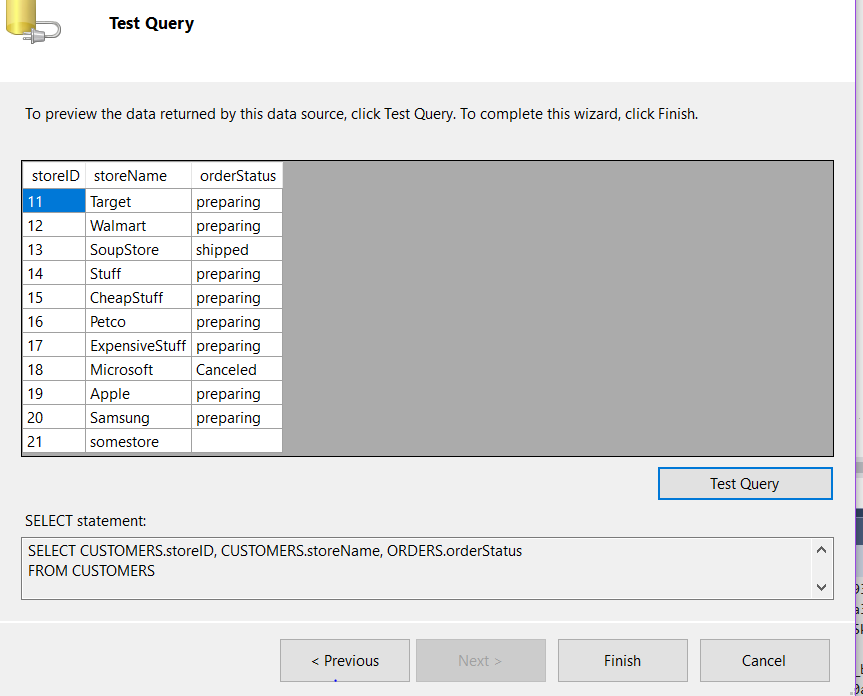 Test Query
To preview the data returned by this data source, click Test Query. To complete this wizard, click Finish.
storeID storeName orderStatus
11 Target preparing
12 Walmart preparing
13 SoupStore shipped
14 Stuff preparing
15 CheapStuff preparing
16 Petco preparing
17 ExpensiveStuff preparing
18 Microsoft Canceled
19 Apple preparing
20 Samsung preparing
21 somestore
Test Query
SELECT statement:
SELECT CUSTOMERS.storeID, CUSTOMERS.storeName, ORDERS.orderStatus
FROM CUSTOMERS
< Previous Next > Finish Cancel